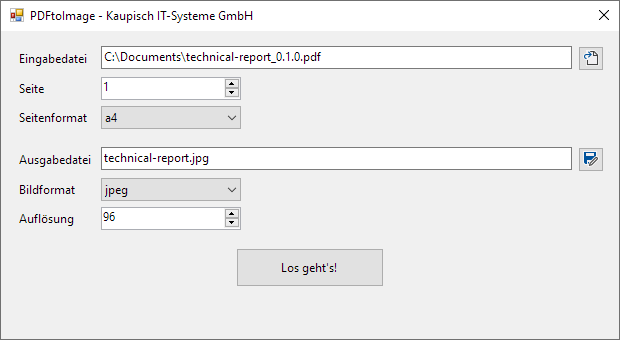 PDFtoImage - Kaupisch IT-Systeme GmbH
Eingabedatei C:\Documents\technical-report_0.1.0.pdf
Seite 1
Seitenformat a4
Ausgabedatei technical-report.jpg
Bildformat jpeg
Auflösung 96
Los geht's!